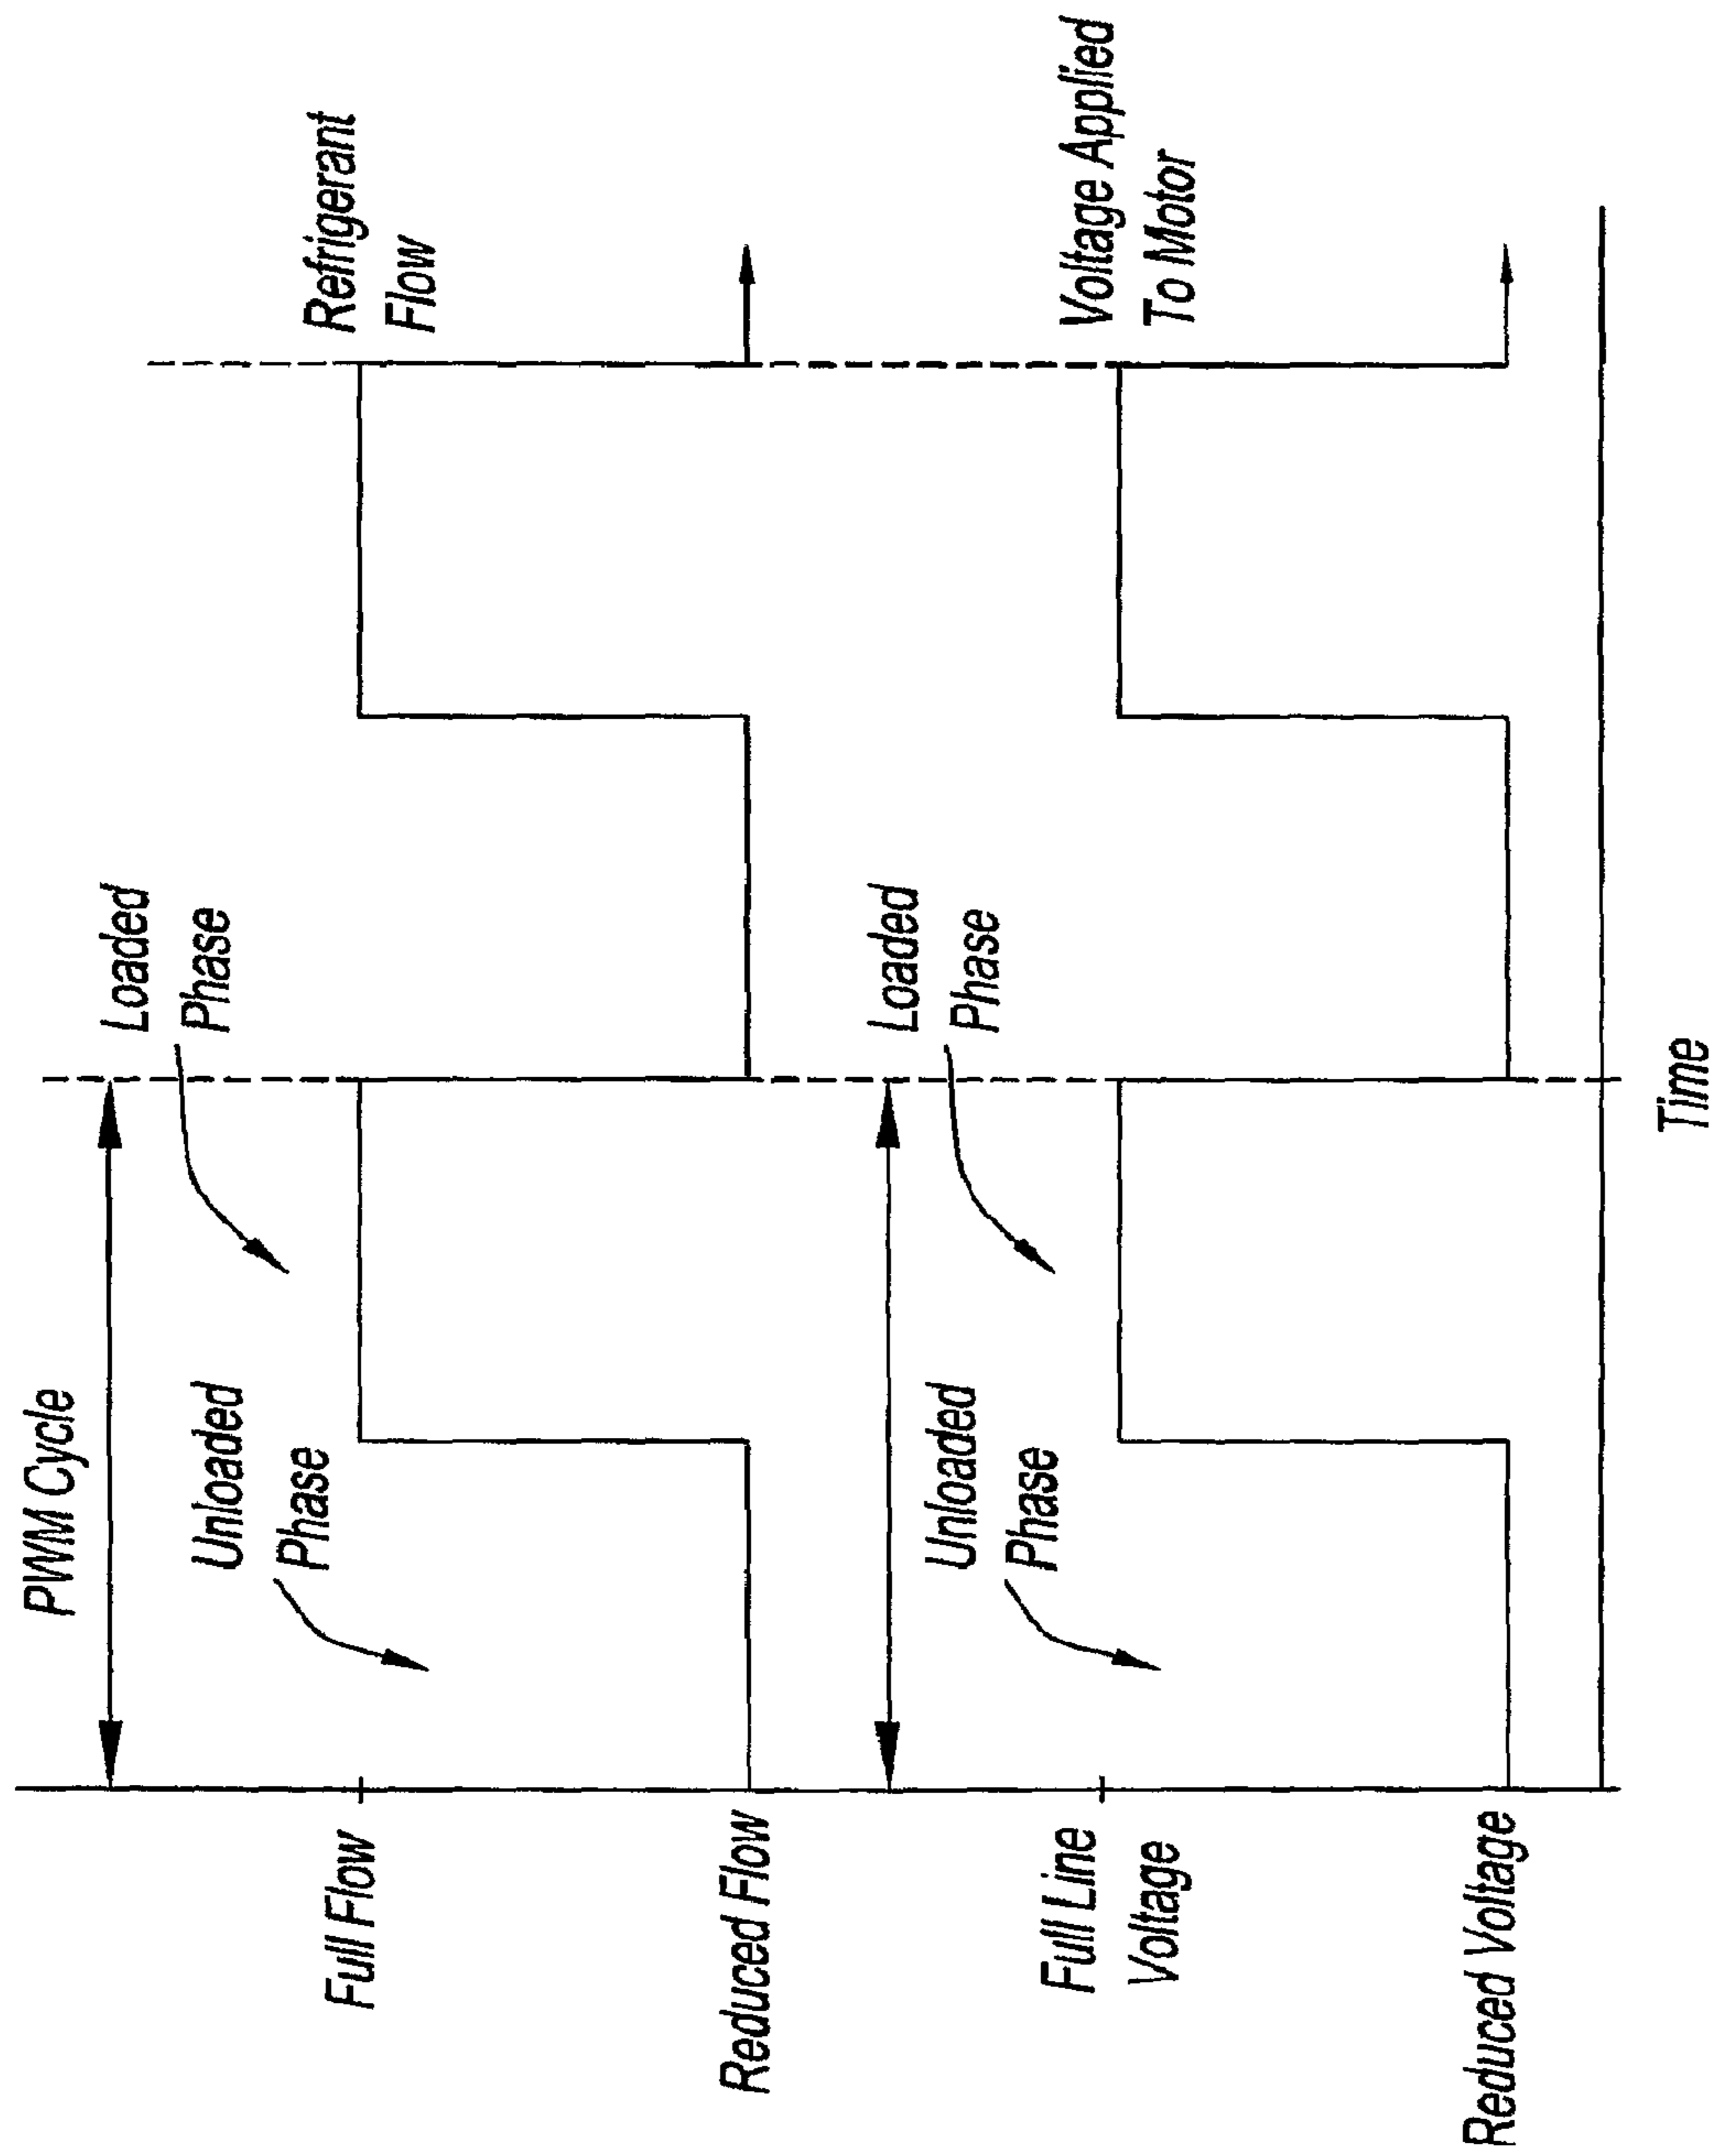 PWM Cycle
Loaded
Phase
Unloaded
Phase
Refrigerant
Flow
Full Flow
Reduced Flow
Loaded
Phase
Unloaded
Phase
Voltage Applied
To Motor
Full Line
Voltage
Reduced Voltage
Time